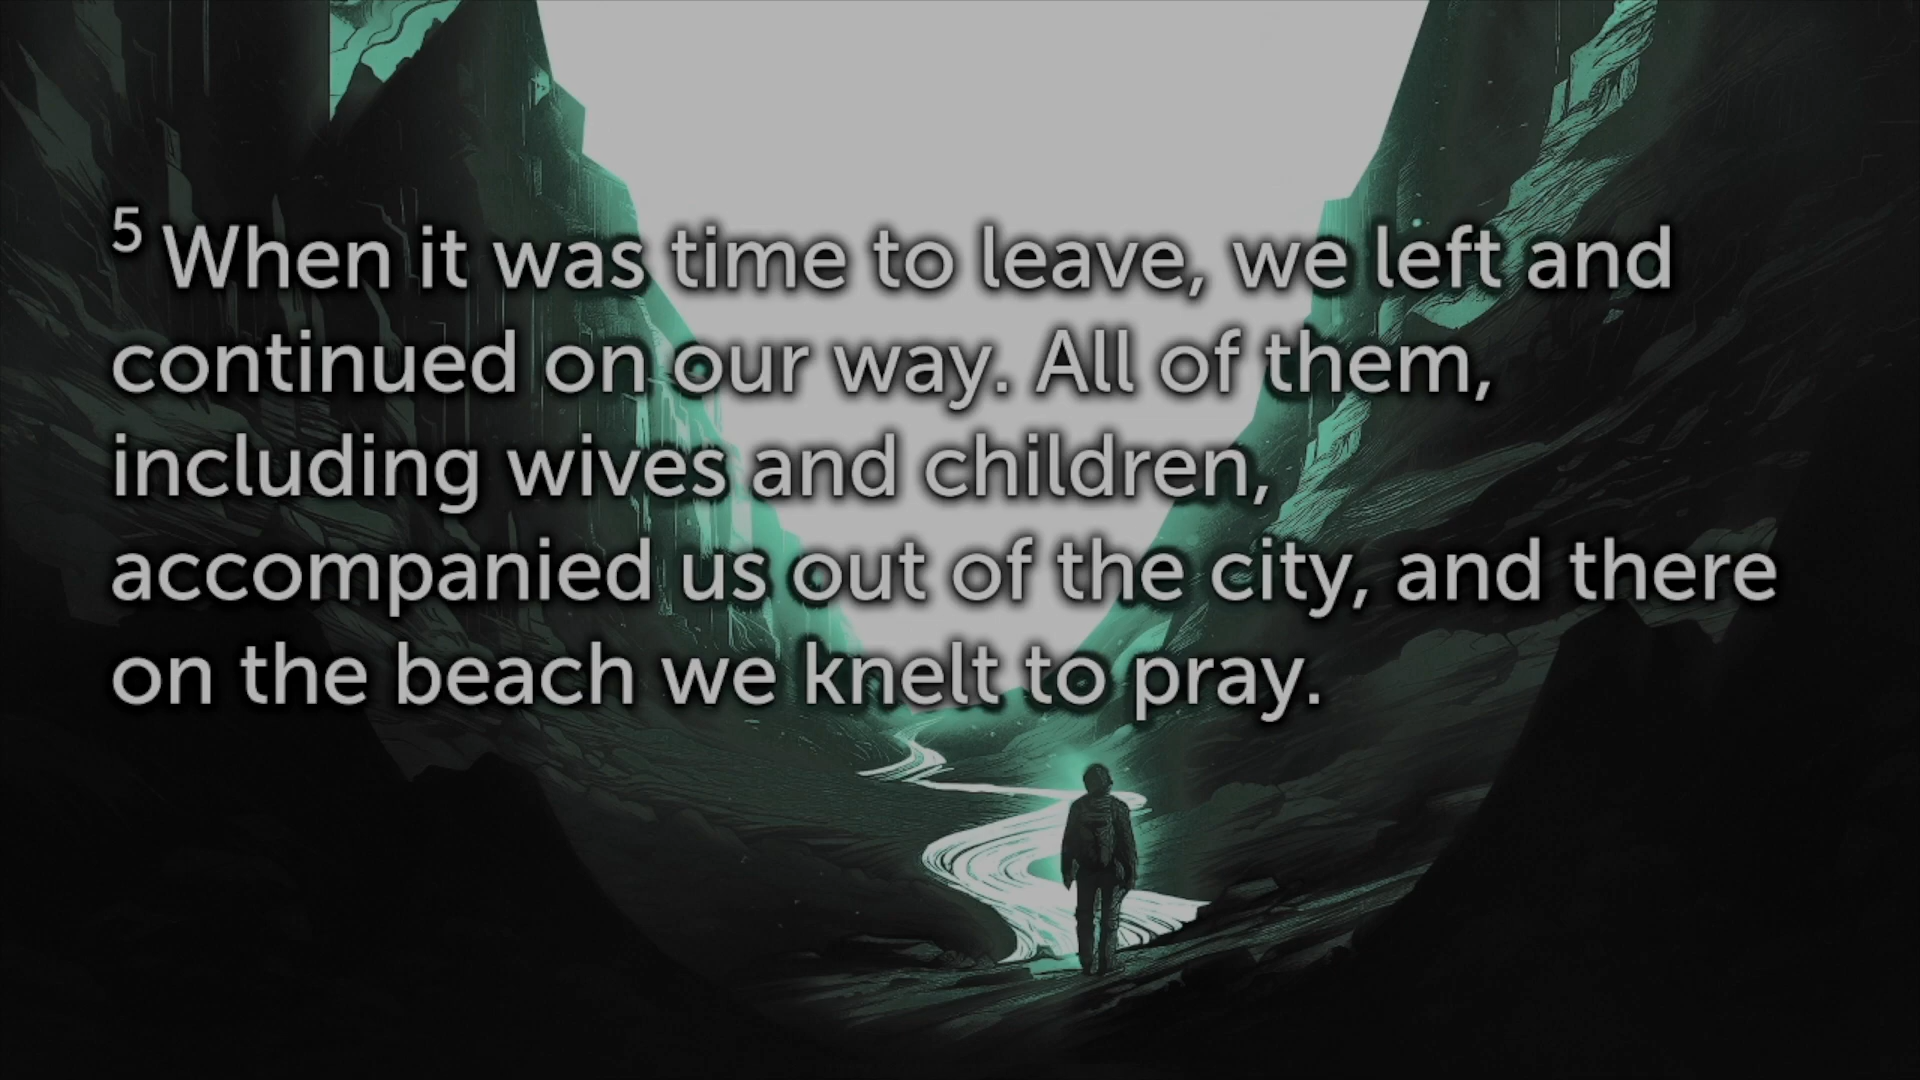 5 When it was time to leave, we left and
continued on our way. All of them,
including wives and children,
accompanied us out of the city, and there
on the beach we knelt to pray.